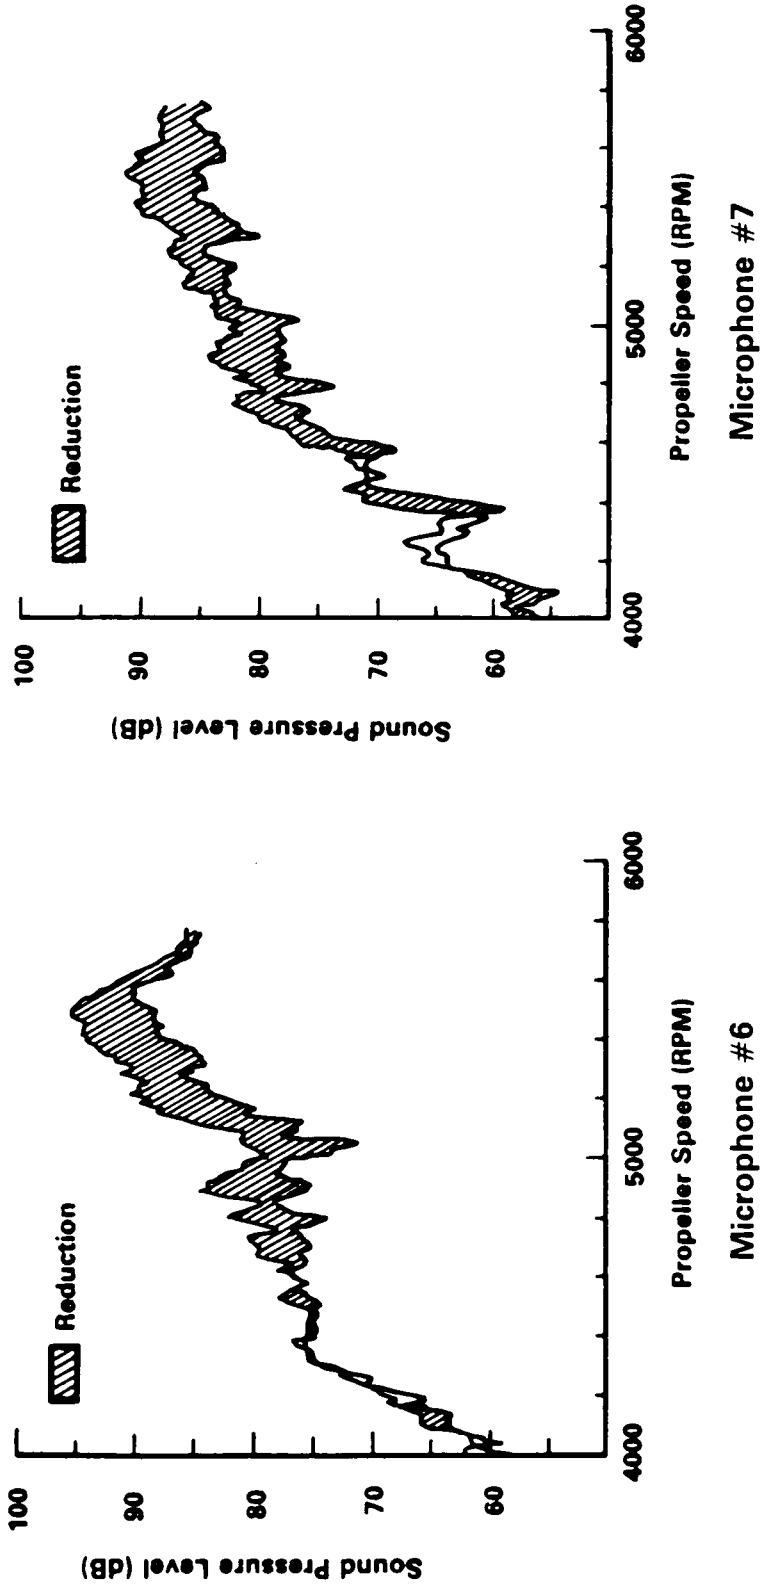 100
90
80
70
60
Sound Pressure Level (dB)
Reduction
4000
5000
6000
Propeller Speed (RPM)
Microphone #6
100
90
80
70
60
Sound Pressure Level (dB)
Reduction
4000
5000
6000
Propeller Speed (RPM)
Microphone #7